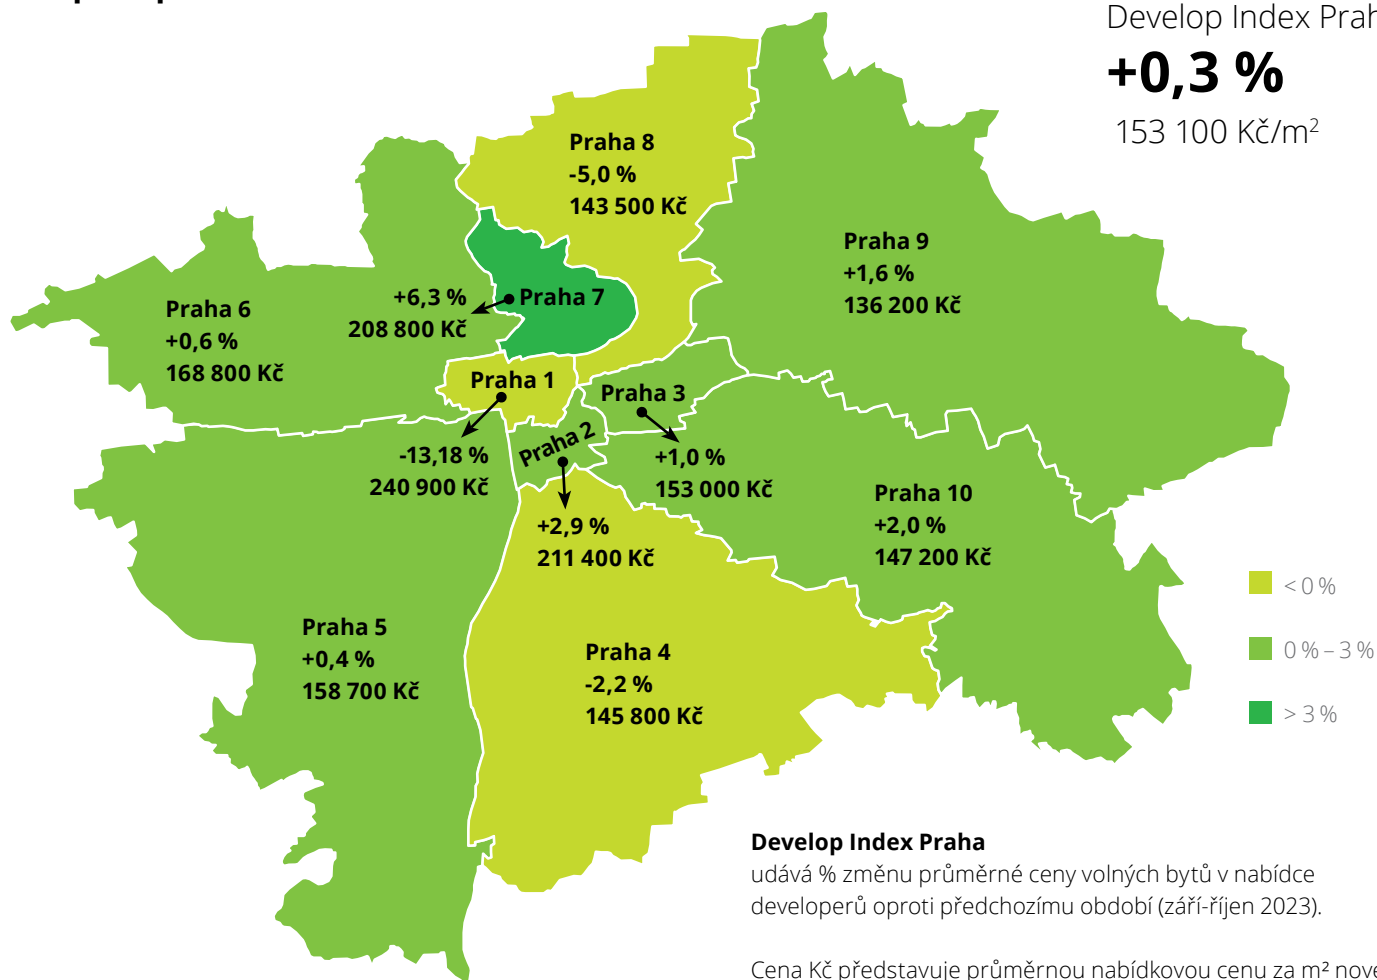 Develop Index Prah
+0,3 %
153 100 Kč/m²
Praha 8
-5,0 %
143 500 Kč
Praha 9
+1,6 %
136 200 Kč
Praha 6
+0,6 %
168 800 Kč
+6,3 %
208 800 Kč
Praha 7
Praha 1
-13,18 %
240 900 Kč
Praha 3
+1,0 %
153 000 Kč
Praha 2
+2,9 %
211 400 Kč
Praha 10
+2,0 %
147 200 Kč
Praha 5
+0,4 %
158 700 Kč
Praha 4
-2,2 %
145 800 Kč
< 0 %
0 % – 3 %
> 3 %
Develop Index Praha
udává % změnu průměrné ceny volných bytů v nabídce
developerů oproti předchozímu období (září-říjen 2023).
Cena Kč představuje průměrnou nabídkovou cenu za m² nové